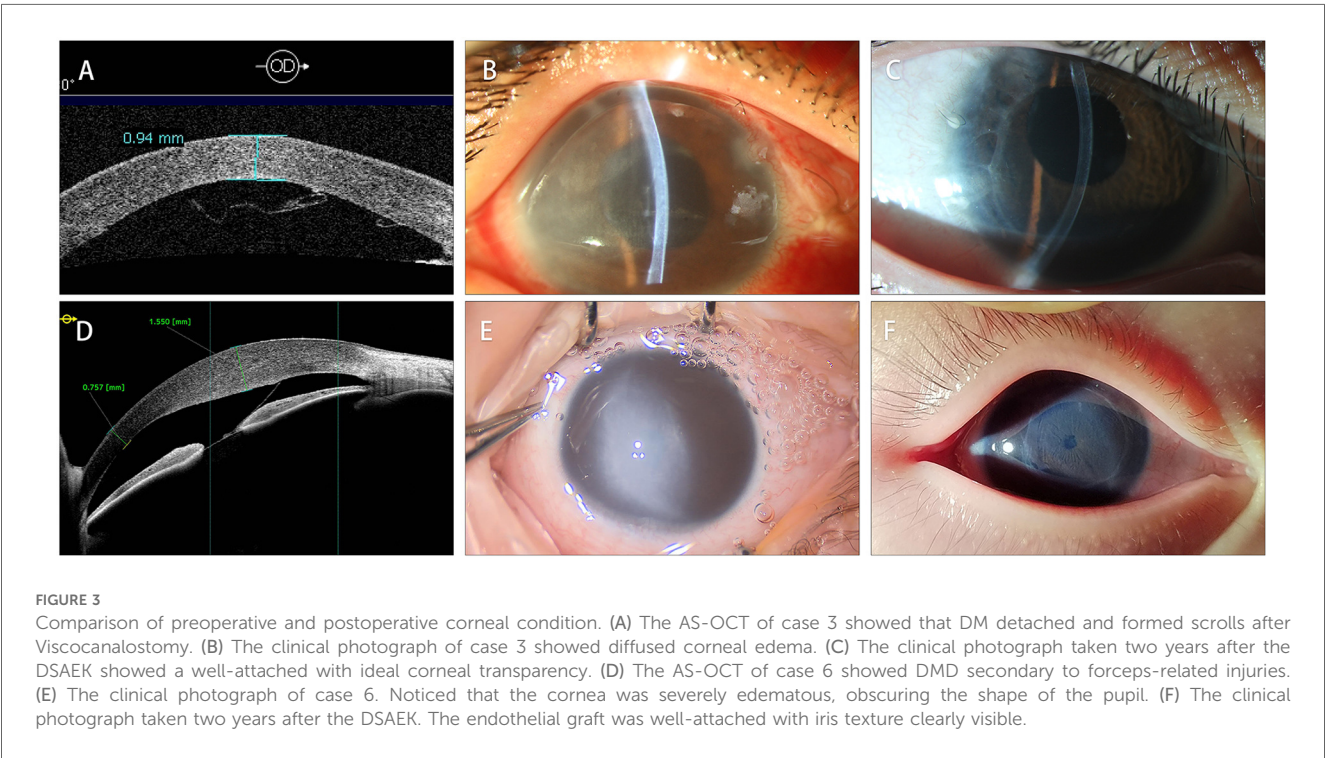 A
OD
0°
0.94 mm
B
C
D
1.550 [mm]
0.757 [mm]
E
F
FIGURE 3
Comparison of preoperative and postoperative corneal condition. (A) The AS-OCT of case 3 showed that DM detached and formed scrolls after
Viscocanalostomy. (B) The clinical photograph of case 3 showed diffused corneal edema. (C) The clinical photograph taken two years after the
DSAEK showed a well-attached with ideal corneal transparency. (D) The AS-OCT of case 6 showed DMD secondary to forceps-related injuries.
(E) The clinical photograph of case 6. Noticed that the cornea was severely edematous, obscuring the shape of the pupil. (F) The clinical
photograph taken two years after the DSAEK. The endothelial graft was well-attached with iris texture clearly visible.